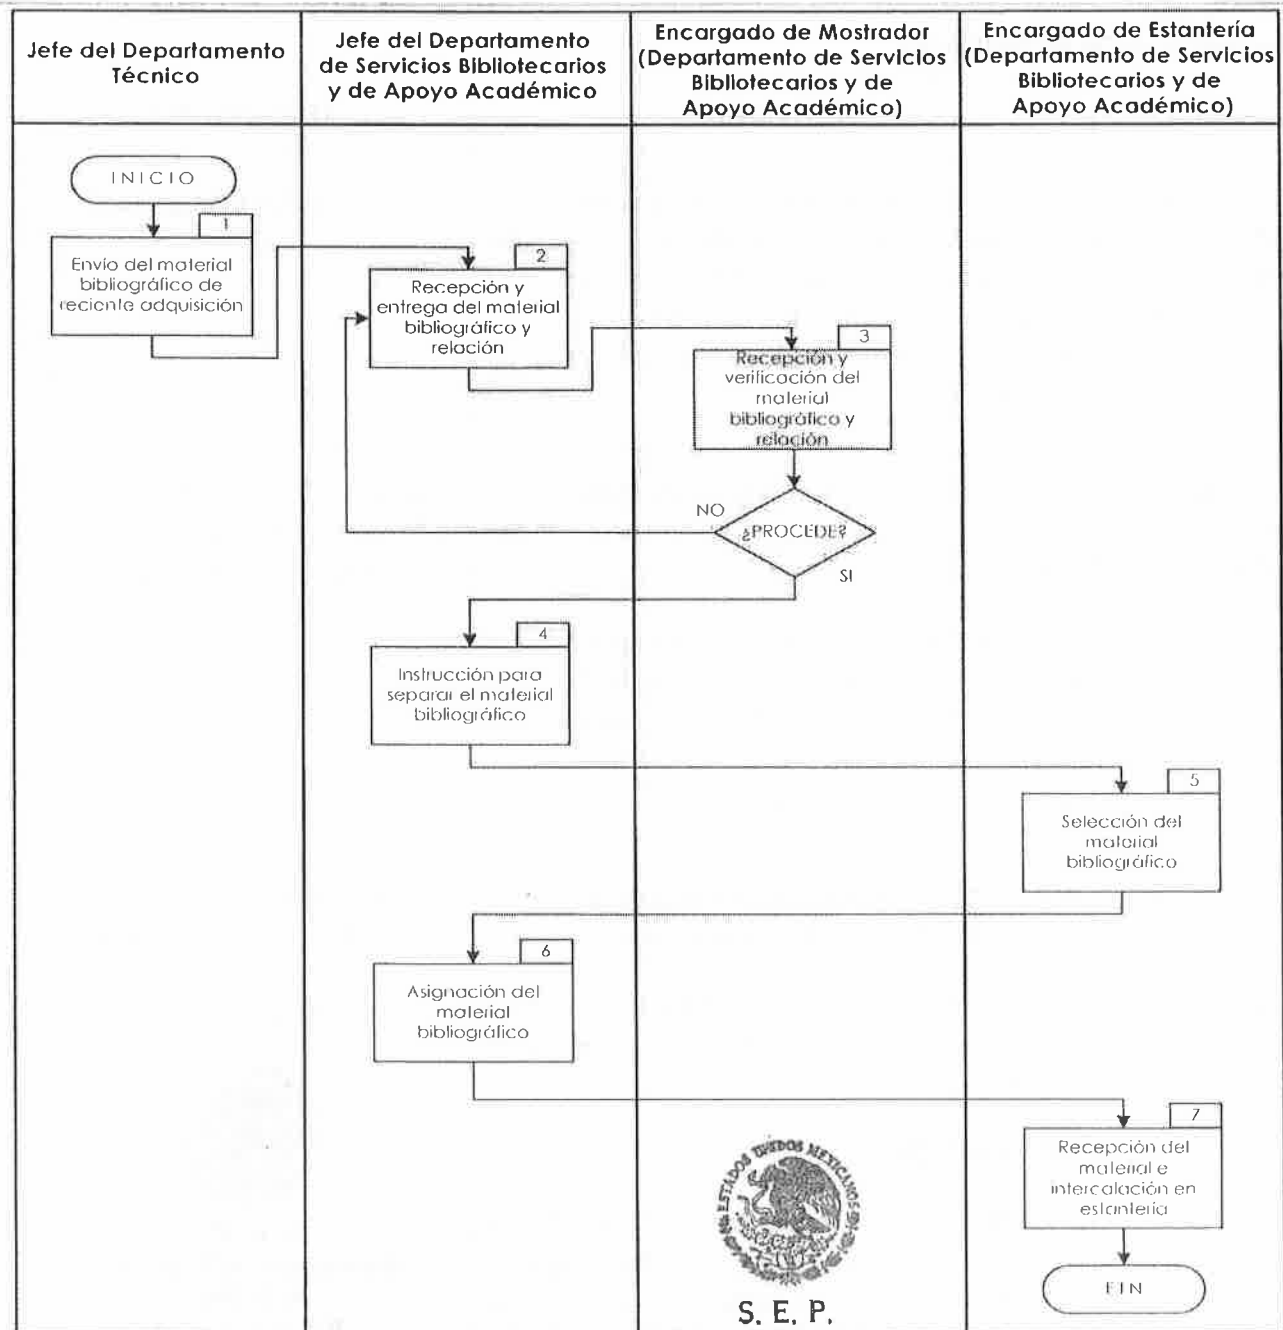 Jefe del Departamento
Técnico
Jefe del Departamento
de Servicios Bibliotecarios
y de Apoyo Académico
Encargado de Mostrador
(Departamento de Servicios
Bibliotecarios y de
Apoyo Académico)
Encargado de Estantería
(Departamento de Servicios
Bibliotecarios y de
Apoyo Académico)
INICIO
1
Envío del material
bibliográfico de
reciente adquisición
2
Recepción y
entrega del material
bibliográfico y
relación
3
Recepción y
verificación del
material
bibliográfico y
relación
NO
¿PROCEDE?
SI
4
Instrucción para
separar el material
bibliográfico
5
Selección del
material
bibliográfico
6
Asignación del
material
bibliográfico
7
Recepción del
material e
intercalación en
estantería
ESTADOS UNIDOS MEXICANOS
FIN
S. E. P.